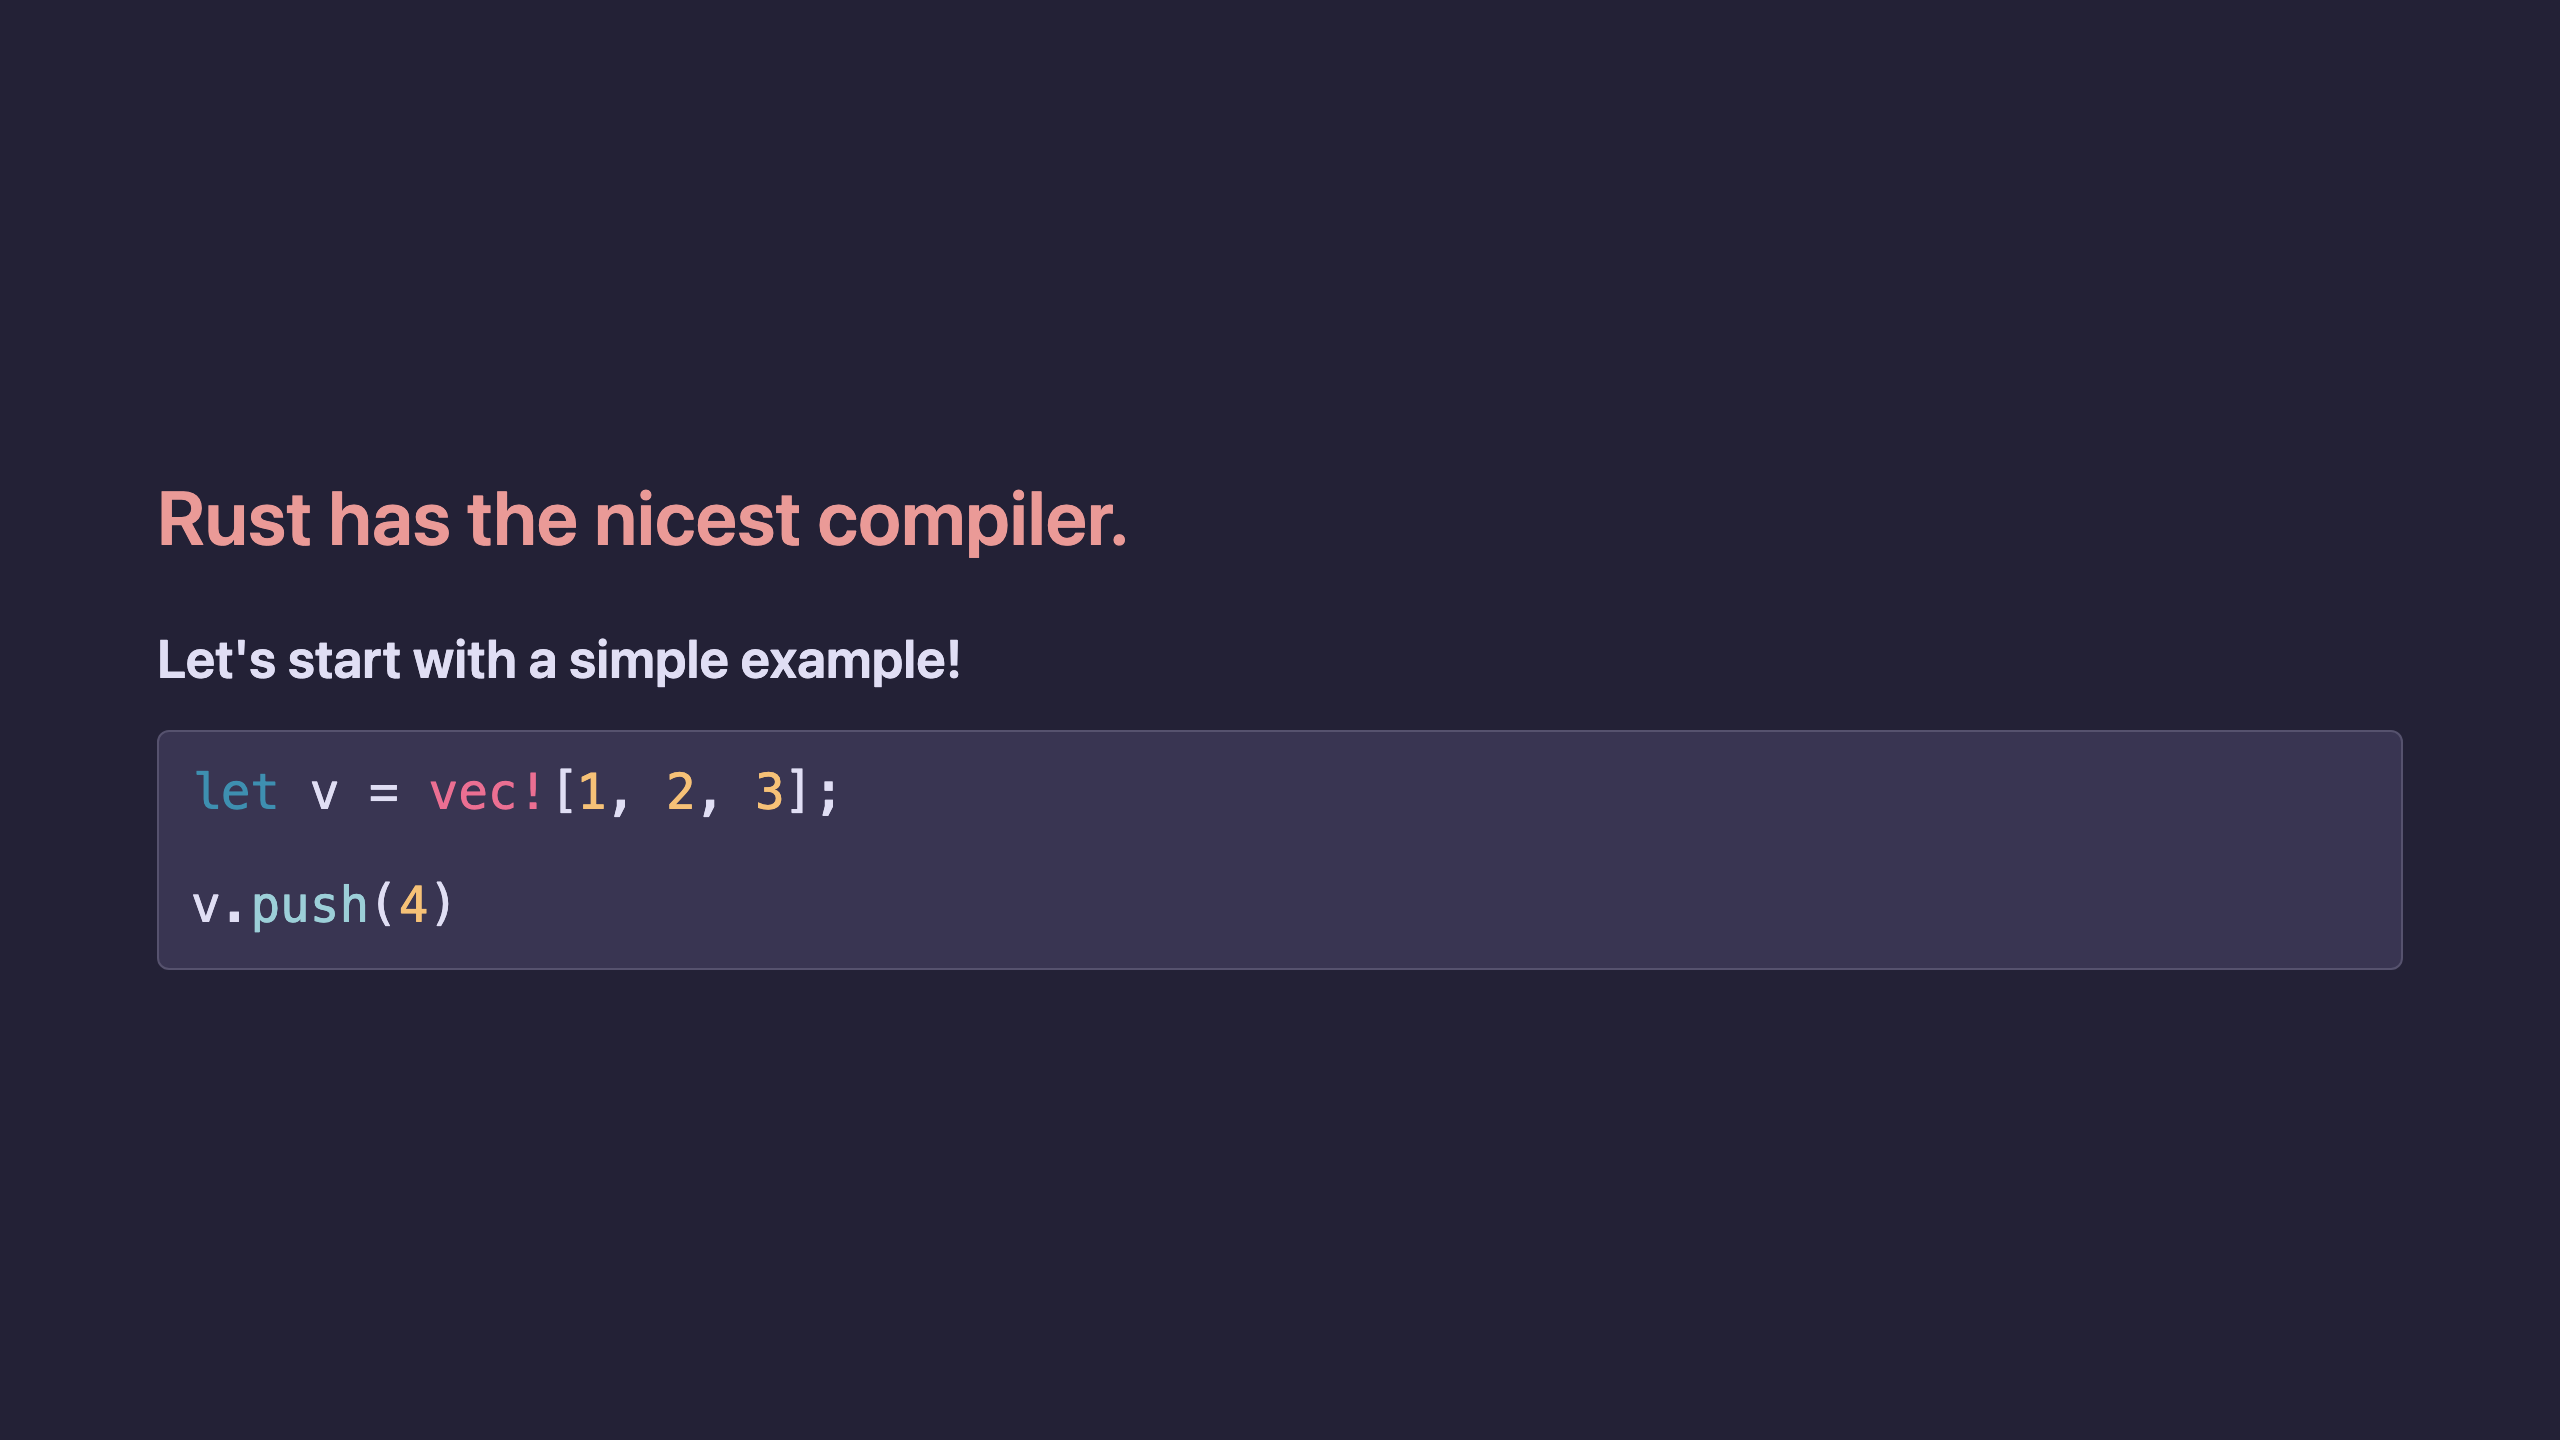 Rust has the nicest compiler.
Let's start with a simple example!
let v = vec![1, 2, 3];
v.push(4)